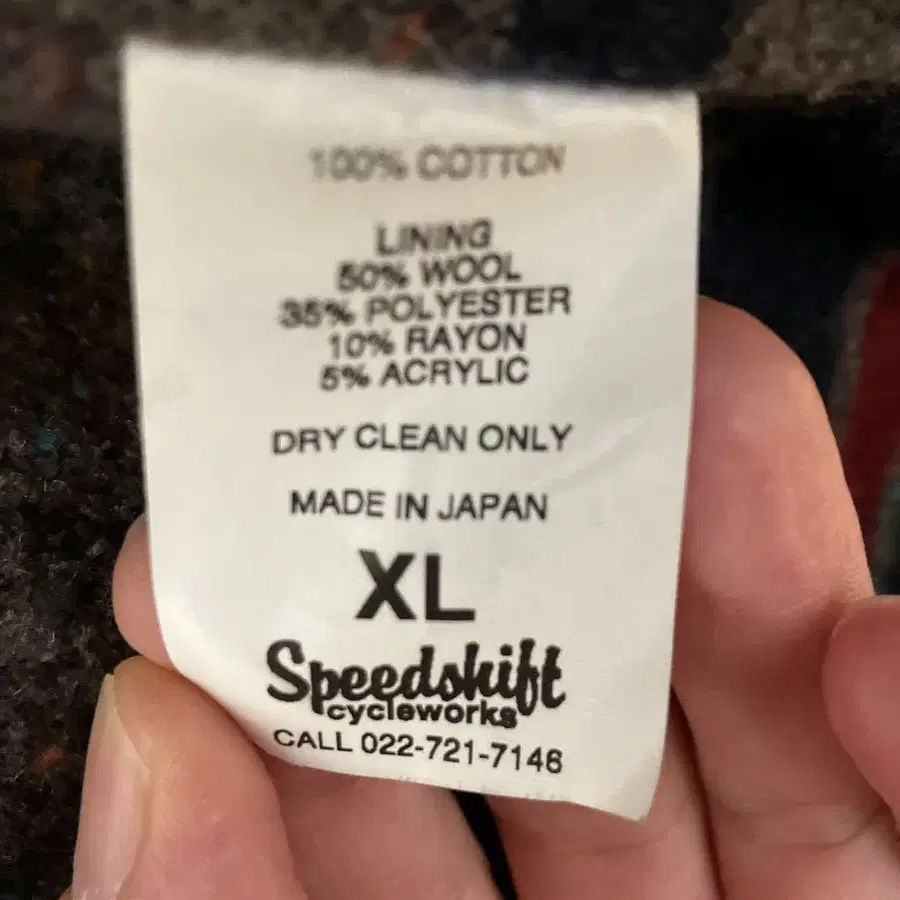 100% COTTON
LINING
50% WOOL
35% POLYESTER
10% RAYON
5% ACRYLIC
DRY CLEAN ONLY
MADE IN JAPAN
XL
Speedshift
cycleworks
CALL 022-721-7146